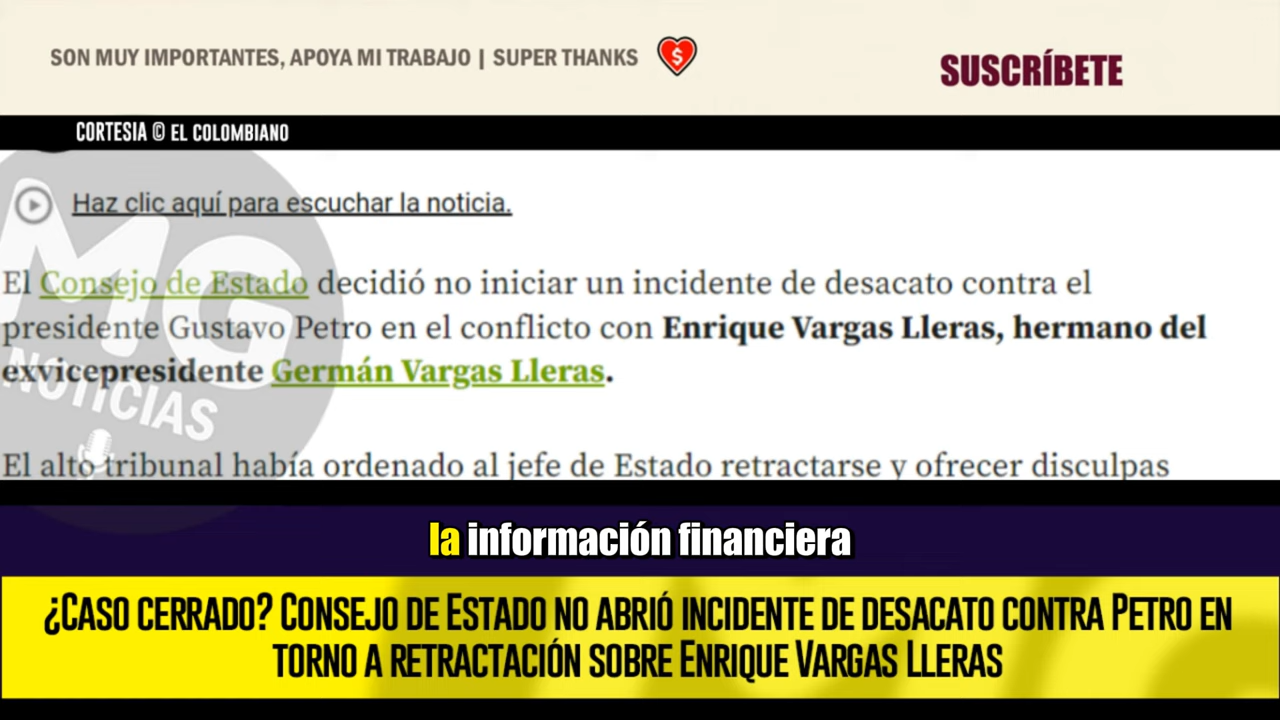 SON MUY IMPORTANTES, APOYA MI TRABAJO | SUPER THANKS $
SUSCRÍBETE
CORTESIA © EL COLOMBIANO
Haz clic aquí para escuchar la noticia.
El Consejo de Estado decidió no iniciar un incidente de desacato contra el
presidente Gustavo Petro en el conflicto con Enrique Vargas Lleras, hermano del
exvicepresidente Germán Vargas Lleras.
El alto tribunal había ordenado al jefe de Estado retractarse y ofrecer disculpas
MG
NOTICIAS
la información financiera
¿CASO CERRADO? CONSEJO DE ESTADO NO ABRIÓ INCIDENTE DE DESACATO CONTRA PETRO EN
TORNO A RETRACTACIÓN SOBRE ENRIQUE VARGAS LLERAS